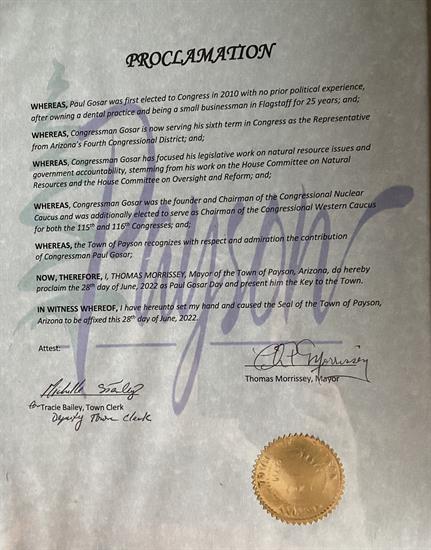 PROCLAMATION
WHEREAS, Paul Gosar was first elected to Congress in 2010 with no prior political experience,
after owning a dental practice and being a small businessman in Flagstaff for 25 years; and;
WHEREAS, Congressman Gosar is now serving his sixth term in Congress as the Representative
from Arizona's Fourth Congressional District; and;
WHEREAS, Congressman Gosar has focused his legislative work on natural resource issues and
government accountability, stemming from his work on the House Committee on Natural
Resources and the House Committee on Oversight and Reform; and;
WHEREAS, Congressman Gosar was the founder and Chairman of the Congressional Nuclear
Caucus and was additionally elected to serve as Chairman of the Congressional Western Caucus
for both the 115th and 116th Congresses; and;
WHEREAS, the Town of Payson recognizes with respect and admiration the contribution
of Congressman Paul Gosar;
NOW, THEREFORE, I, THOMAS MORRISSEY, Mayor of the Town of Payson, Arizona, do hereby
proclaim the 28th day of June, 2022 as Paul Gosar Day and present him the Key to the Town.
IN WITNESS WHEREOF, I have hereunto set my hand and caused the Seal of the Town of Payson,
Arizona to be affixed this 28th day of June, 2022.
Payson
Attest:
Morrissey
Thomas Morrissey, Mayor
Michelle Bailey
for Tracie Bailey, Town Clerk
Deputy Town Clerk